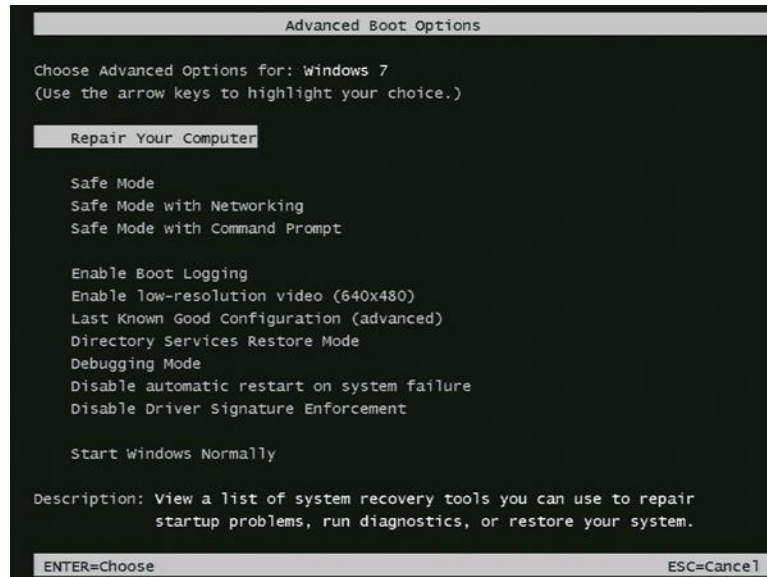 Advanced Boot Options
Choose Advanced Options for: Windows 7
(Use the arrow keys to highlight your choice.)
Repair Your Computer
Safe Mode
Safe Mode with Networking
Safe Mode with Command Prompt
Enable Boot Logging
Enable low-resolution video (640x480)
Last Known Good Configuration (advanced)
Directory Services Restore Mode
Debugging Mode
Disable automatic restart on system failure
Disable Driver Signature Enforcement
Start Windows Normally
Description: View a list of system recovery tools you can use to repair
startup problems, run diagnostics, or restore your system.
ENTER=Choose ESC=Cancel